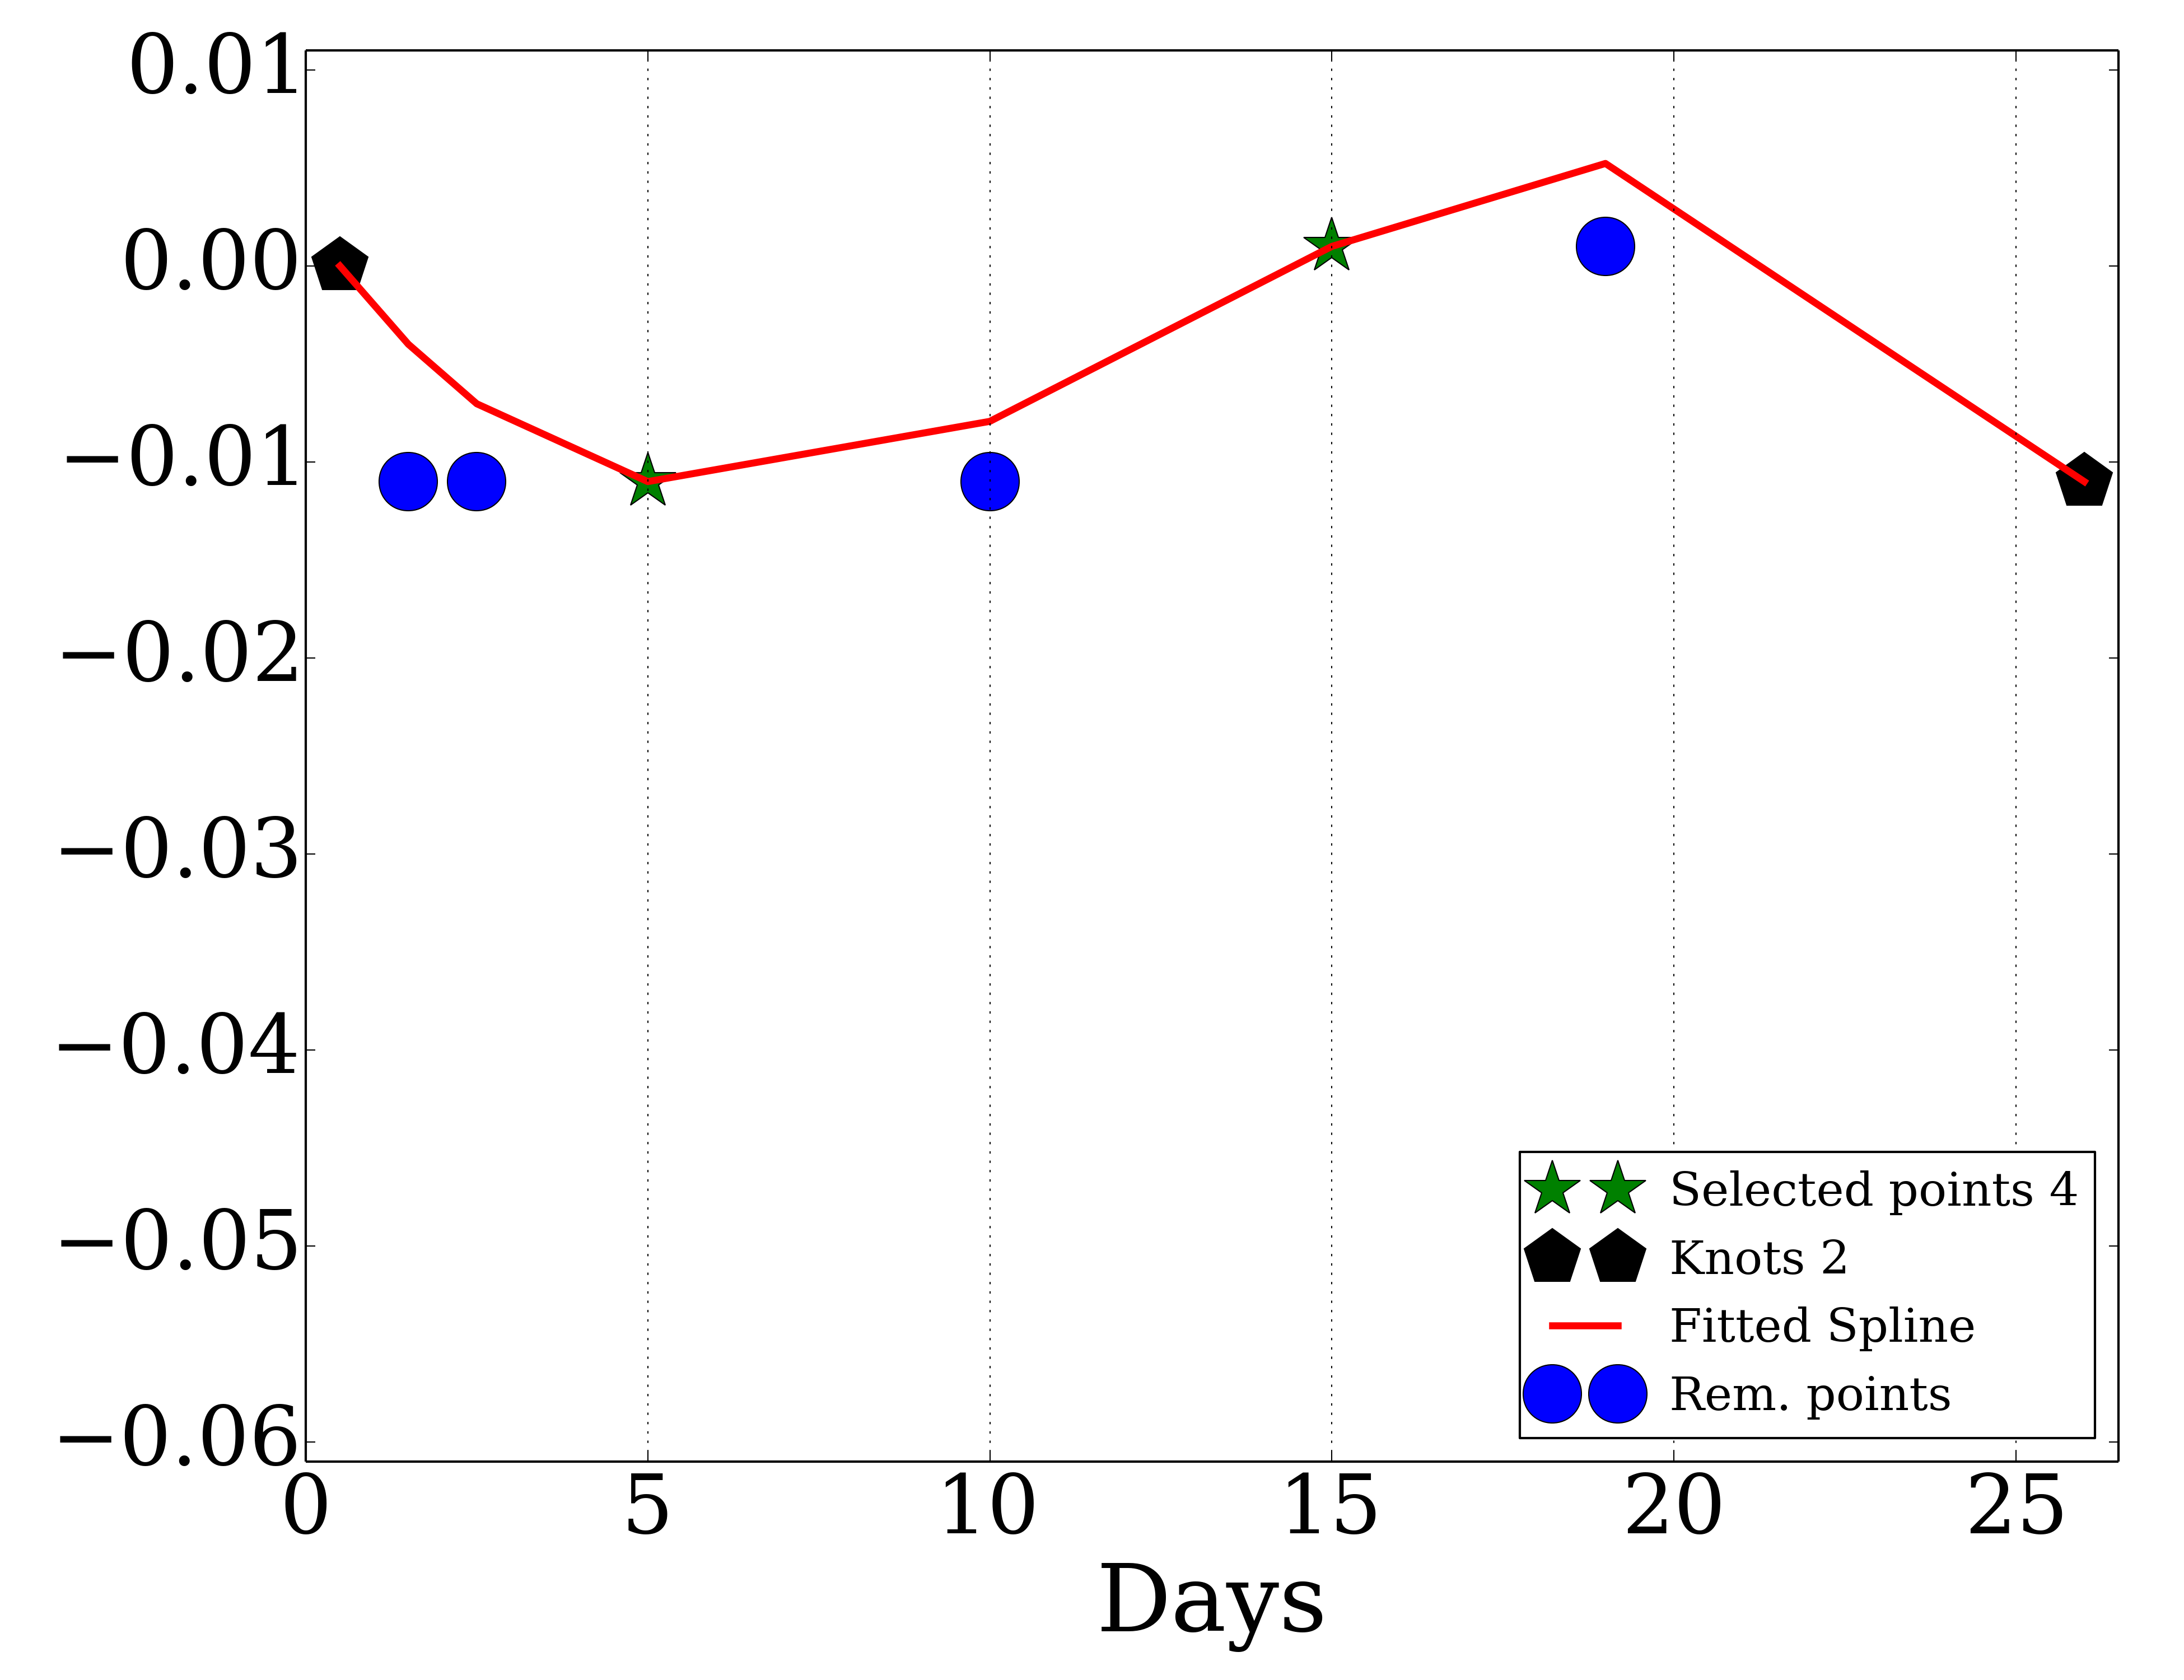 0.01
0.00
−0.01
−0.02
−0.03
−0.04
−0.05
−0.06
0 5 10 15 20 25
Days
Selected points 4
Knots 2
Fitted Spline
Rem. points